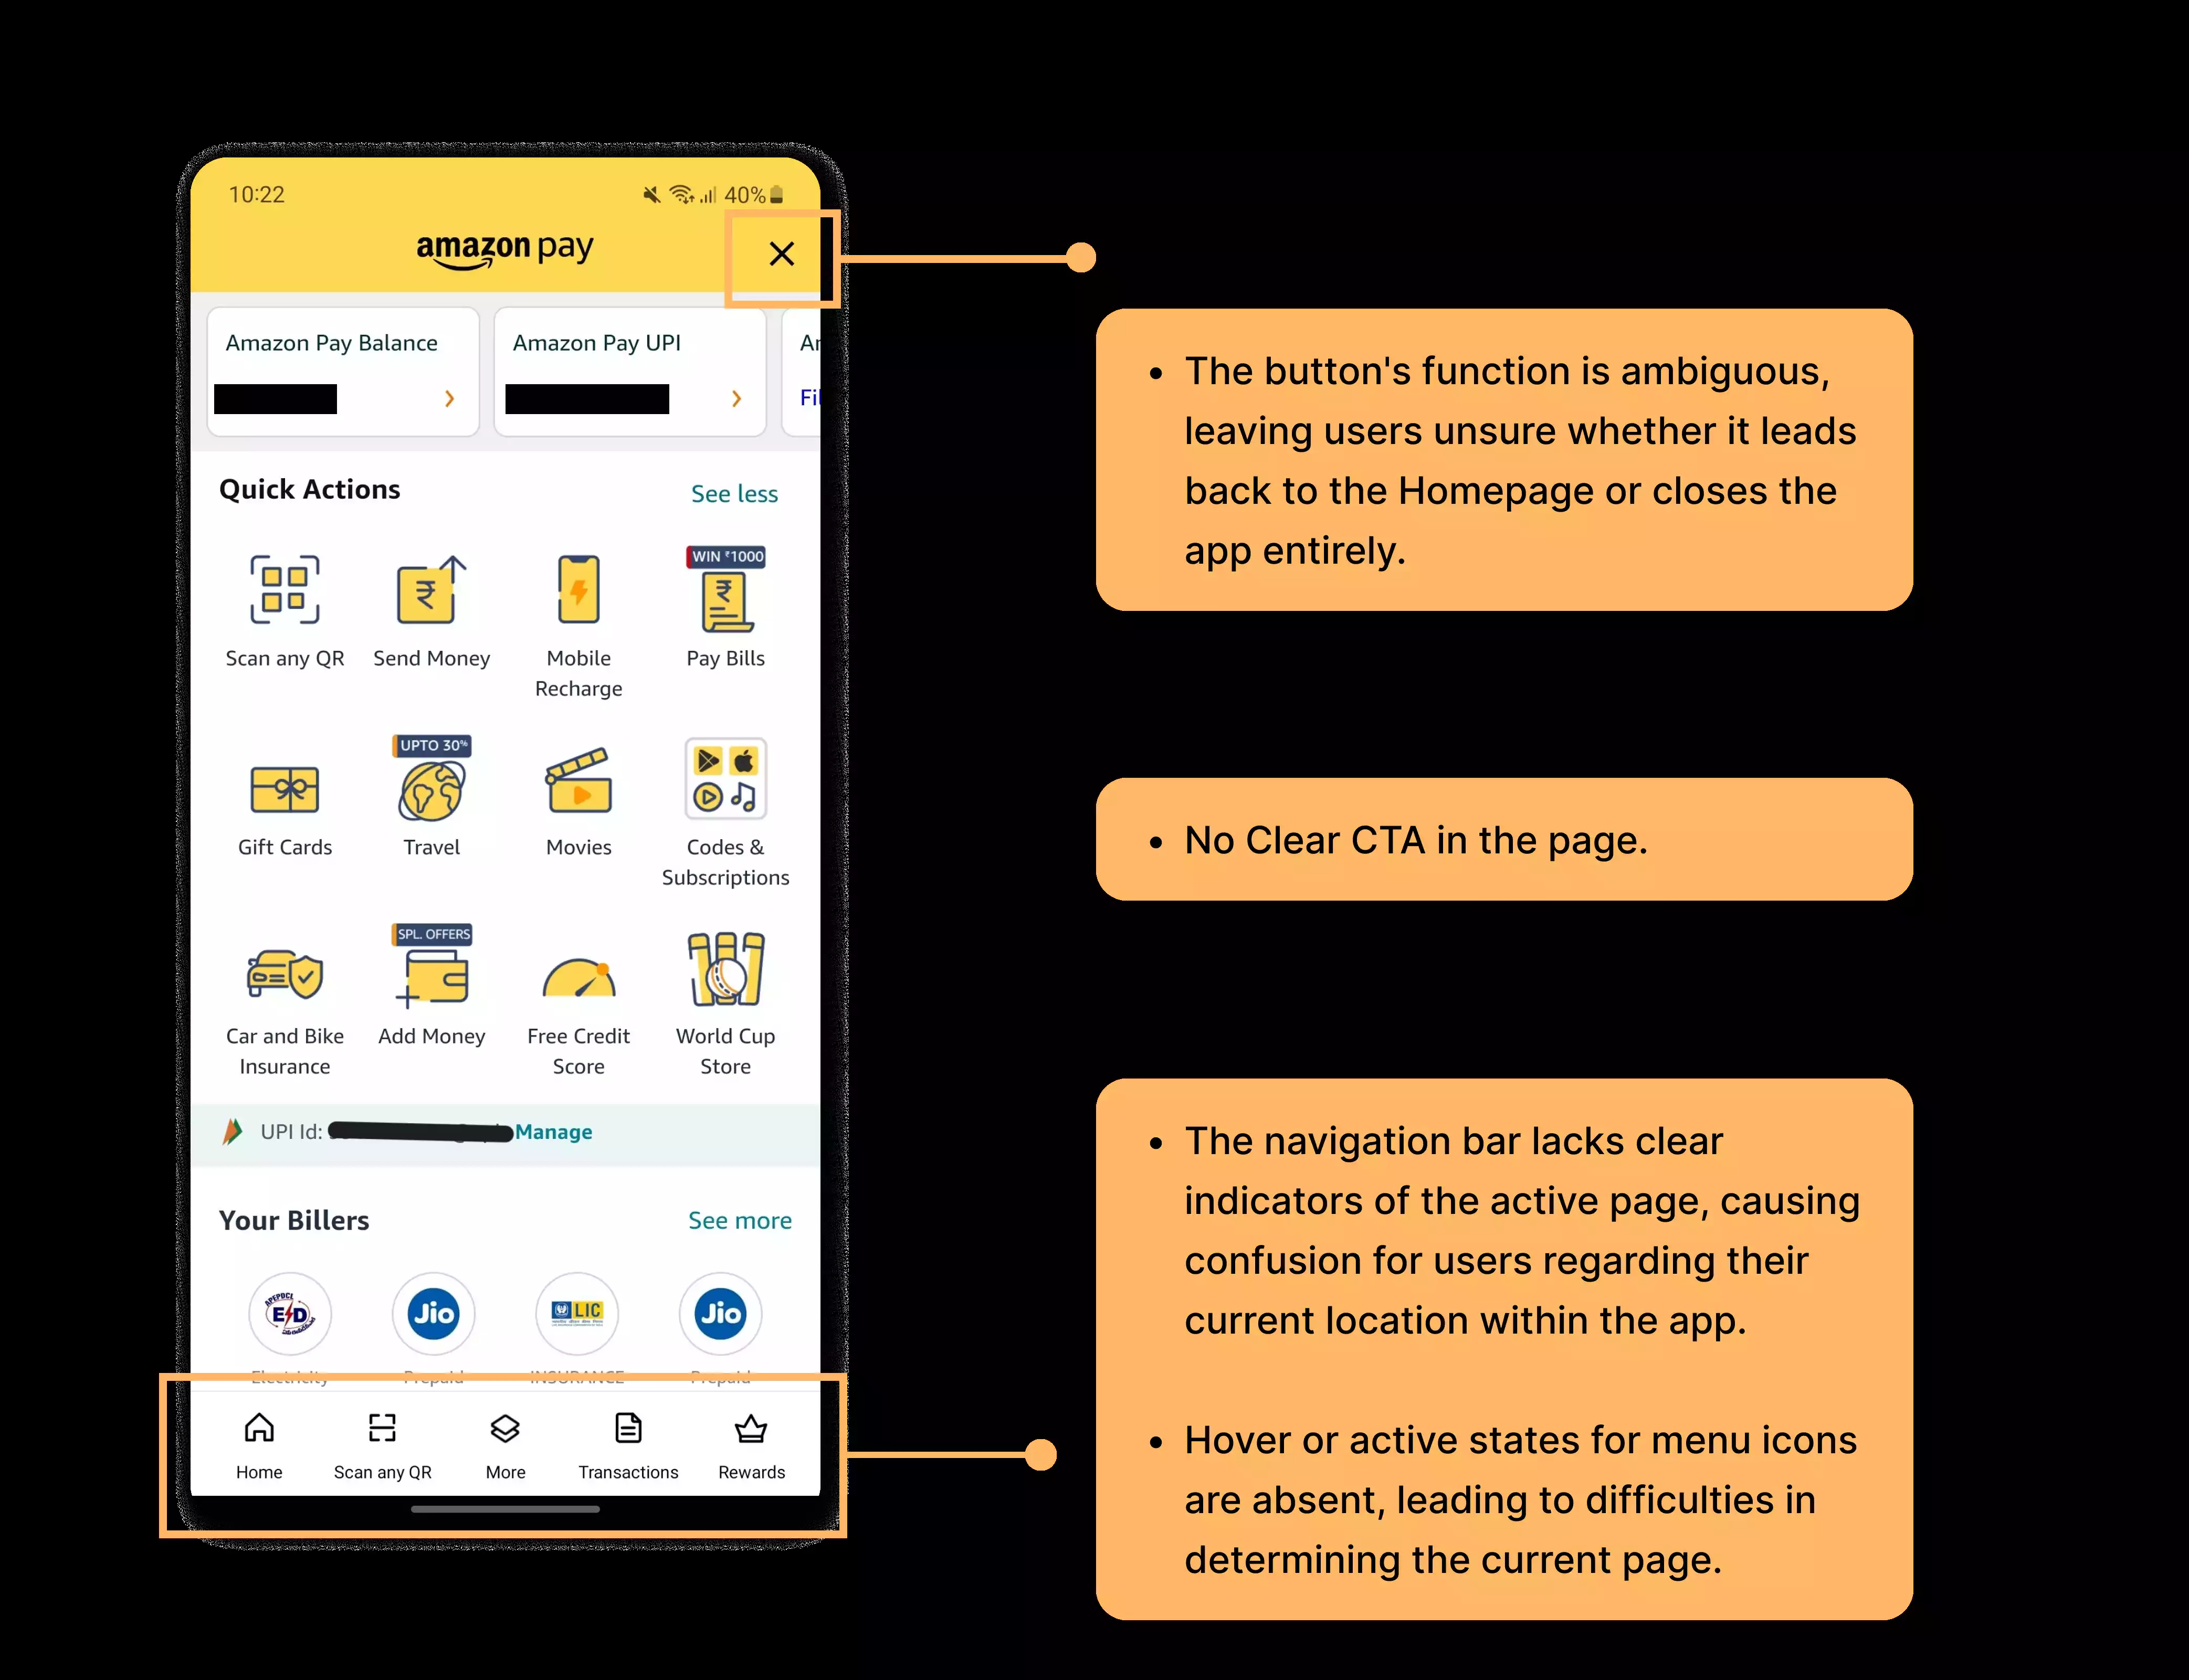 10:22
40%
amazon pay
Amazon Pay Balance
Amazon Pay UPI
Quick Actions
See less
WIN ₹1000
Scan any QR
Send Money
Mobile
Recharge
Pay Bills
UPTO 30%
Gift Cards
Travel
Movies
Codes &
Subscriptions
SPL. OFFERS
Car and Bike
Insurance
Add Money
Free Credit
Score
World Cup
Store
UPI Id:
Manage
Your Billers
See more
APEPDCL
Jio
LIC
Jio
Electricity
Prepaid
INSURANCE
Prepaid
Home
Scan any QR
More
Transactions
Rewards
• The button's function is ambiguous,
leaving users unsure whether it leads
back to the Homepage or closes the
app entirely.
• No Clear CTA in the page.
• The navigation bar lacks clear
indicators of the active page, causing
confusion for users regarding their
current location within the app.
• Hover or active states for menu icons
are absent, leading to difficulties in
determining the current page.